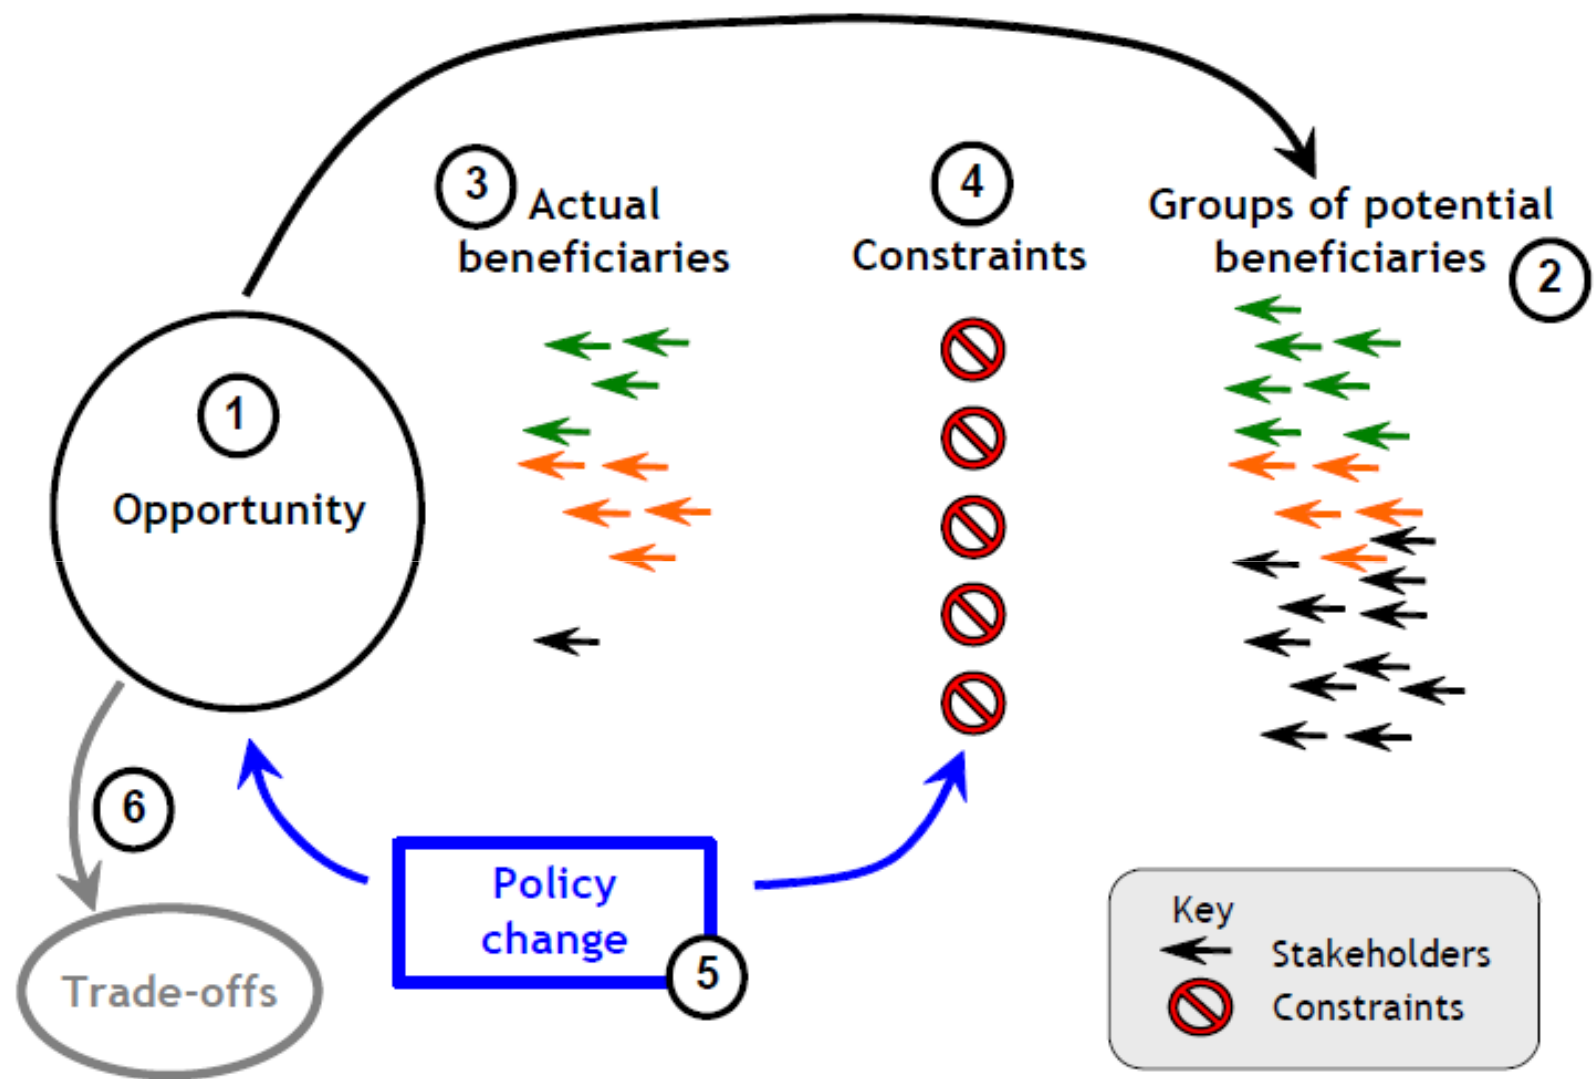 3
Actual
beneficiaries
4
Constraints
Groups of potential
beneficiaries
2
1
Opportunity
6
Policy
change
5
Trade-offs
Key
Stakeholders
Constraints